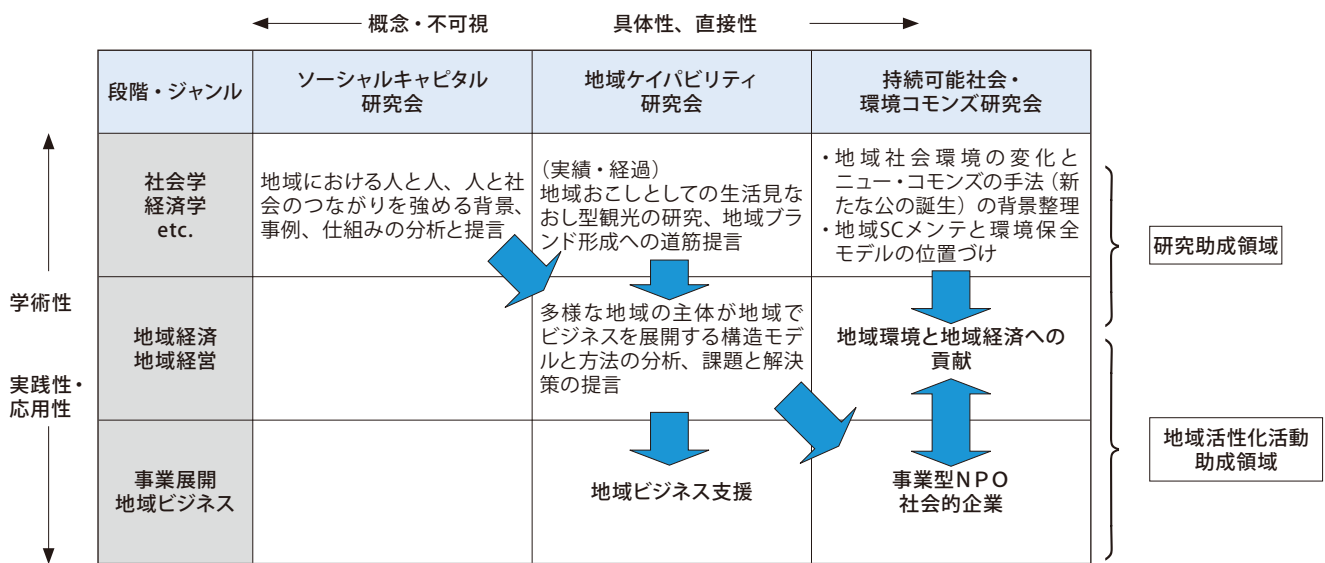 概念・不可視
具体性、直接性
段階・ジャンル
ソーシャルキャピタル
研究会
地域ケイパビリティ
研究会
持続可能社会・
環境コモンズ研究会
学術性
実践性・
応用性
社会学
経済学
etc.
地域における人と人、人と社
会のつながりを強める背景、
事例、仕組みの分析と提言
（実績・経過）
地域おこしとしての生活見な
おし型観光の研究、地域ブラ
ンド形成への道筋提言
・地域社会環境の変化と
ニュー・コモンズの手法（新
たな公の誕生）の背景整理
・地域SCメンテと環境保全
モデルの位置づけ
地域経済
地域経営
多様な地域の主体が地域で
ビジネスを展開する構造モデ
ルと方法の分析、課題と解決
策の提言
地域環境と地域経済への
貢献
事業展開
地域ビジネス
地域ビジネス支援
事業型NPO
社会的企業
研究助成領域
地域活性化活動
助成領域